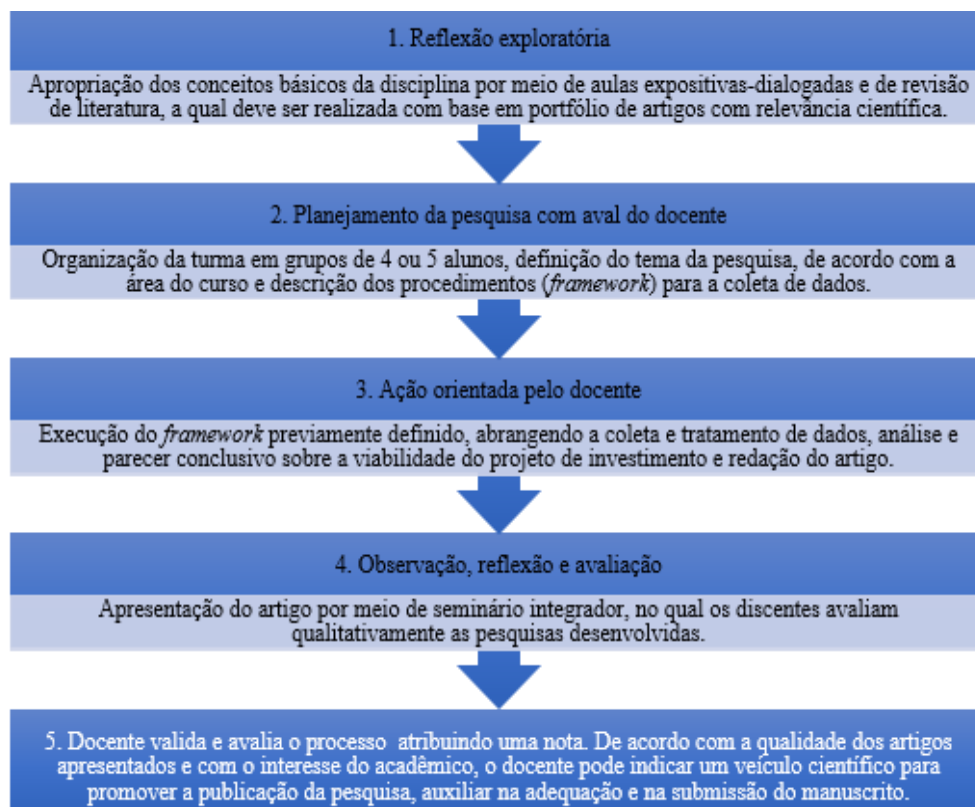 1. Reflexão exploratória
Apropriação dos conceitos básicos da disciplina por meio de aulas expositivas-dialogadas e de revisão
de literatura, a qual deve ser realizada com base em portfólio de artigos com relevância científica.
2. Planejamento da pesquisa com aval do docente
Organização da turma em grupos de 4 ou 5 alunos, definição do tema da pesquisa, de acordo com a
área do curso e descrição dos procedimentos (framework) para a coleta de dados.
3. Ação orientada pelo docente
Execução do framework previamente definido, abrangendo a coleta e tratamento de dados, análise e
parecer conclusivo sobre a viabilidade do projeto de investimento e redação do artigo.
4. Observação, reflexão e avaliação
Apresentação do artigo por meio de seminário integrador, no qual os discentes avaliam
qualitativamente as pesquisas desenvolvidas.
5. Docente valida e avalia o processo atribuindo uma nota. De acordo com a qualidade dos artigos
apresentados e com o interesse do acadêmico, o docente pode indicar um veículo científico para
promover a publicação da pesquisa, auxiliar na adequação e na submissão do manuscrito.